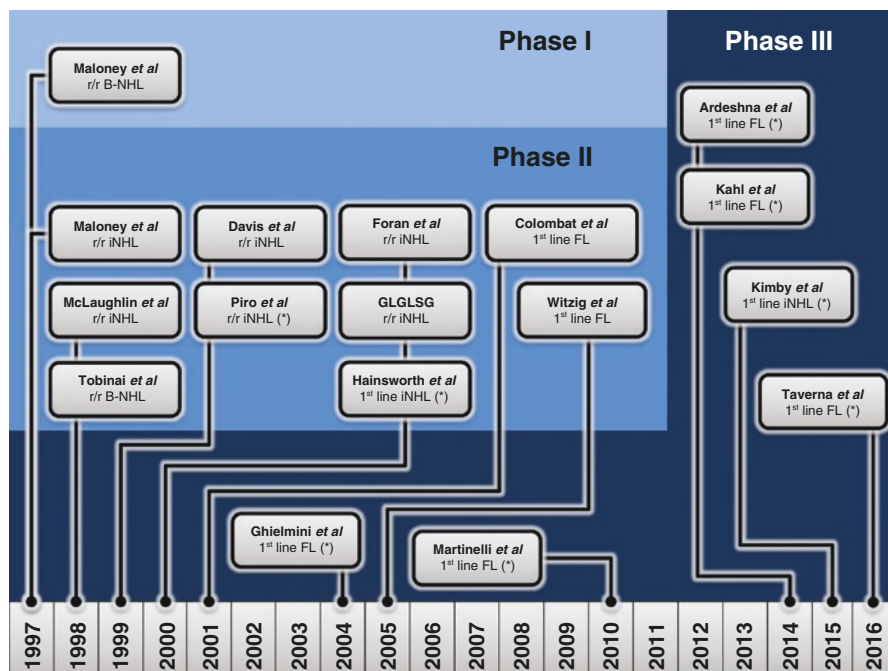 Phase I
Phase III
Maloney et al
r/r B-NHL
Ardeshna et al
1st line FL (*)
Phase II
Kahl et al
1st line FL (*)
Maloney et al
r/r iNHL
Davis et al
r/r iNHL
Foran et al
r/r iNHL
Colombat et al
1st line FL
McLaughlin et al
r/r iNHL
Piro et al
r/r iNHL (*)
GLGLSG
r/r iNHL
Witzig et al
1st line FL
Kimby et al
1st line iNHL (*)
Tobinai et al
r/r B-NHL
Hainsworth et al
1st line iNHL (*)
Taverna et al
1st line FL (*)
Ghielmini et al
1st line FL (*)
Martinelli et al
1st line FL (*)
1997
1998
1999
2000
2001
2002
2003
2004
2005
2006
2007
2008
2009
2010
2011
2012
2013
2014
2015
2016